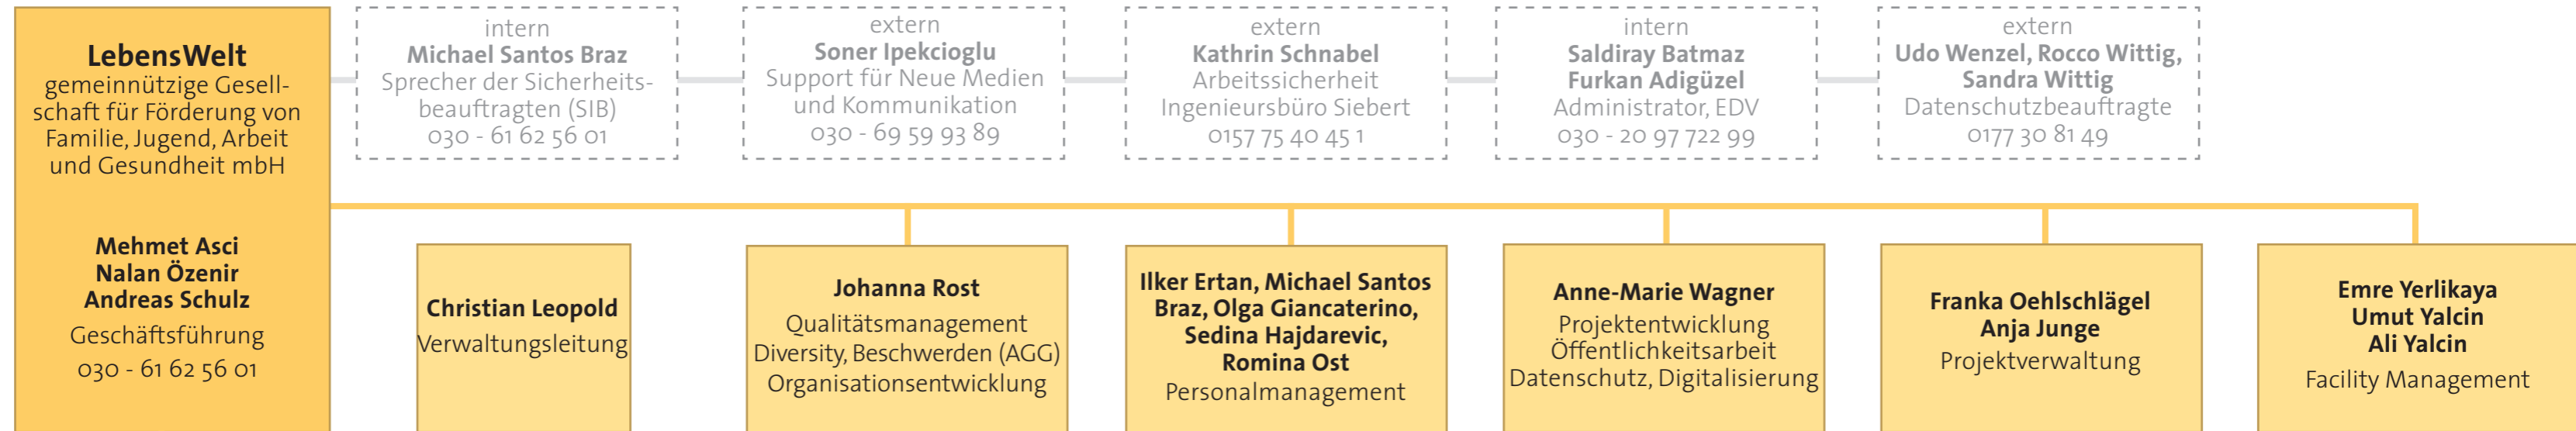 LebensWelt
gemeinnützige Gesell-
schaft für Förderung von
Familie, Jugend, Arbeit
und Gesundheit mbH
Mehmet Asci
Nalan Özenir
Andreas Schulz
Geschäftsführung
030 - 61 62 56 01
intern
Michael Santos Braz
Sprecher der Sicherheits-
beauftragten (SIB)
030 - 61 62 56 01
extern
Soner Ipekcioglu
Support für Neue Medien
und Kommunikation
030 - 69 59 93 89
extern
Kathrin Schnabel
Arbeitssicherheit
Ingenieursbüro Siebert
0157 75 40 45 1
intern
Saldiray Batmaz
Furkan Adigüzel
Administrator, EDV
030 - 20 97 722 99
extern
Udo Wenzel, Rocco Wittig,
Sandra Wittig
Datenschutzbeauftragte
0177 30 81 49
Christian Leopold
Verwaltungsleitung
Johanna Rost
Qualitätsmanagement
Diversity, Beschwerden (AGG)
Organisationsentwicklung
Ilker Ertan, Michael Santos
Braz, Olga Giancaterino,
Sedina Hajdarevic,
Romina Ost
Personalmanagement
Anne-Marie Wagner
Projektentwicklung
Öffentlichkeitsarbeit
Datenschutz, Digitalisierung
Franka Oehlschlägel
Anja Junge
Projektverwaltung
Emre Yerlikaya
Umut Yalcin
Ali Yalcin
Facility Management